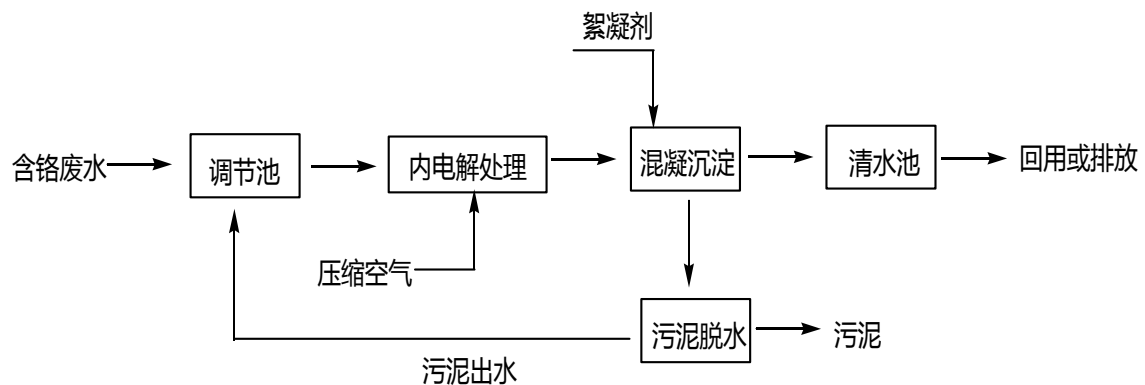 絮凝剂
含铬废水
调节池
内电解处理
混凝沉淀
清水池
回用或排放
压缩空气
污泥脱水
污泥
污泥出水